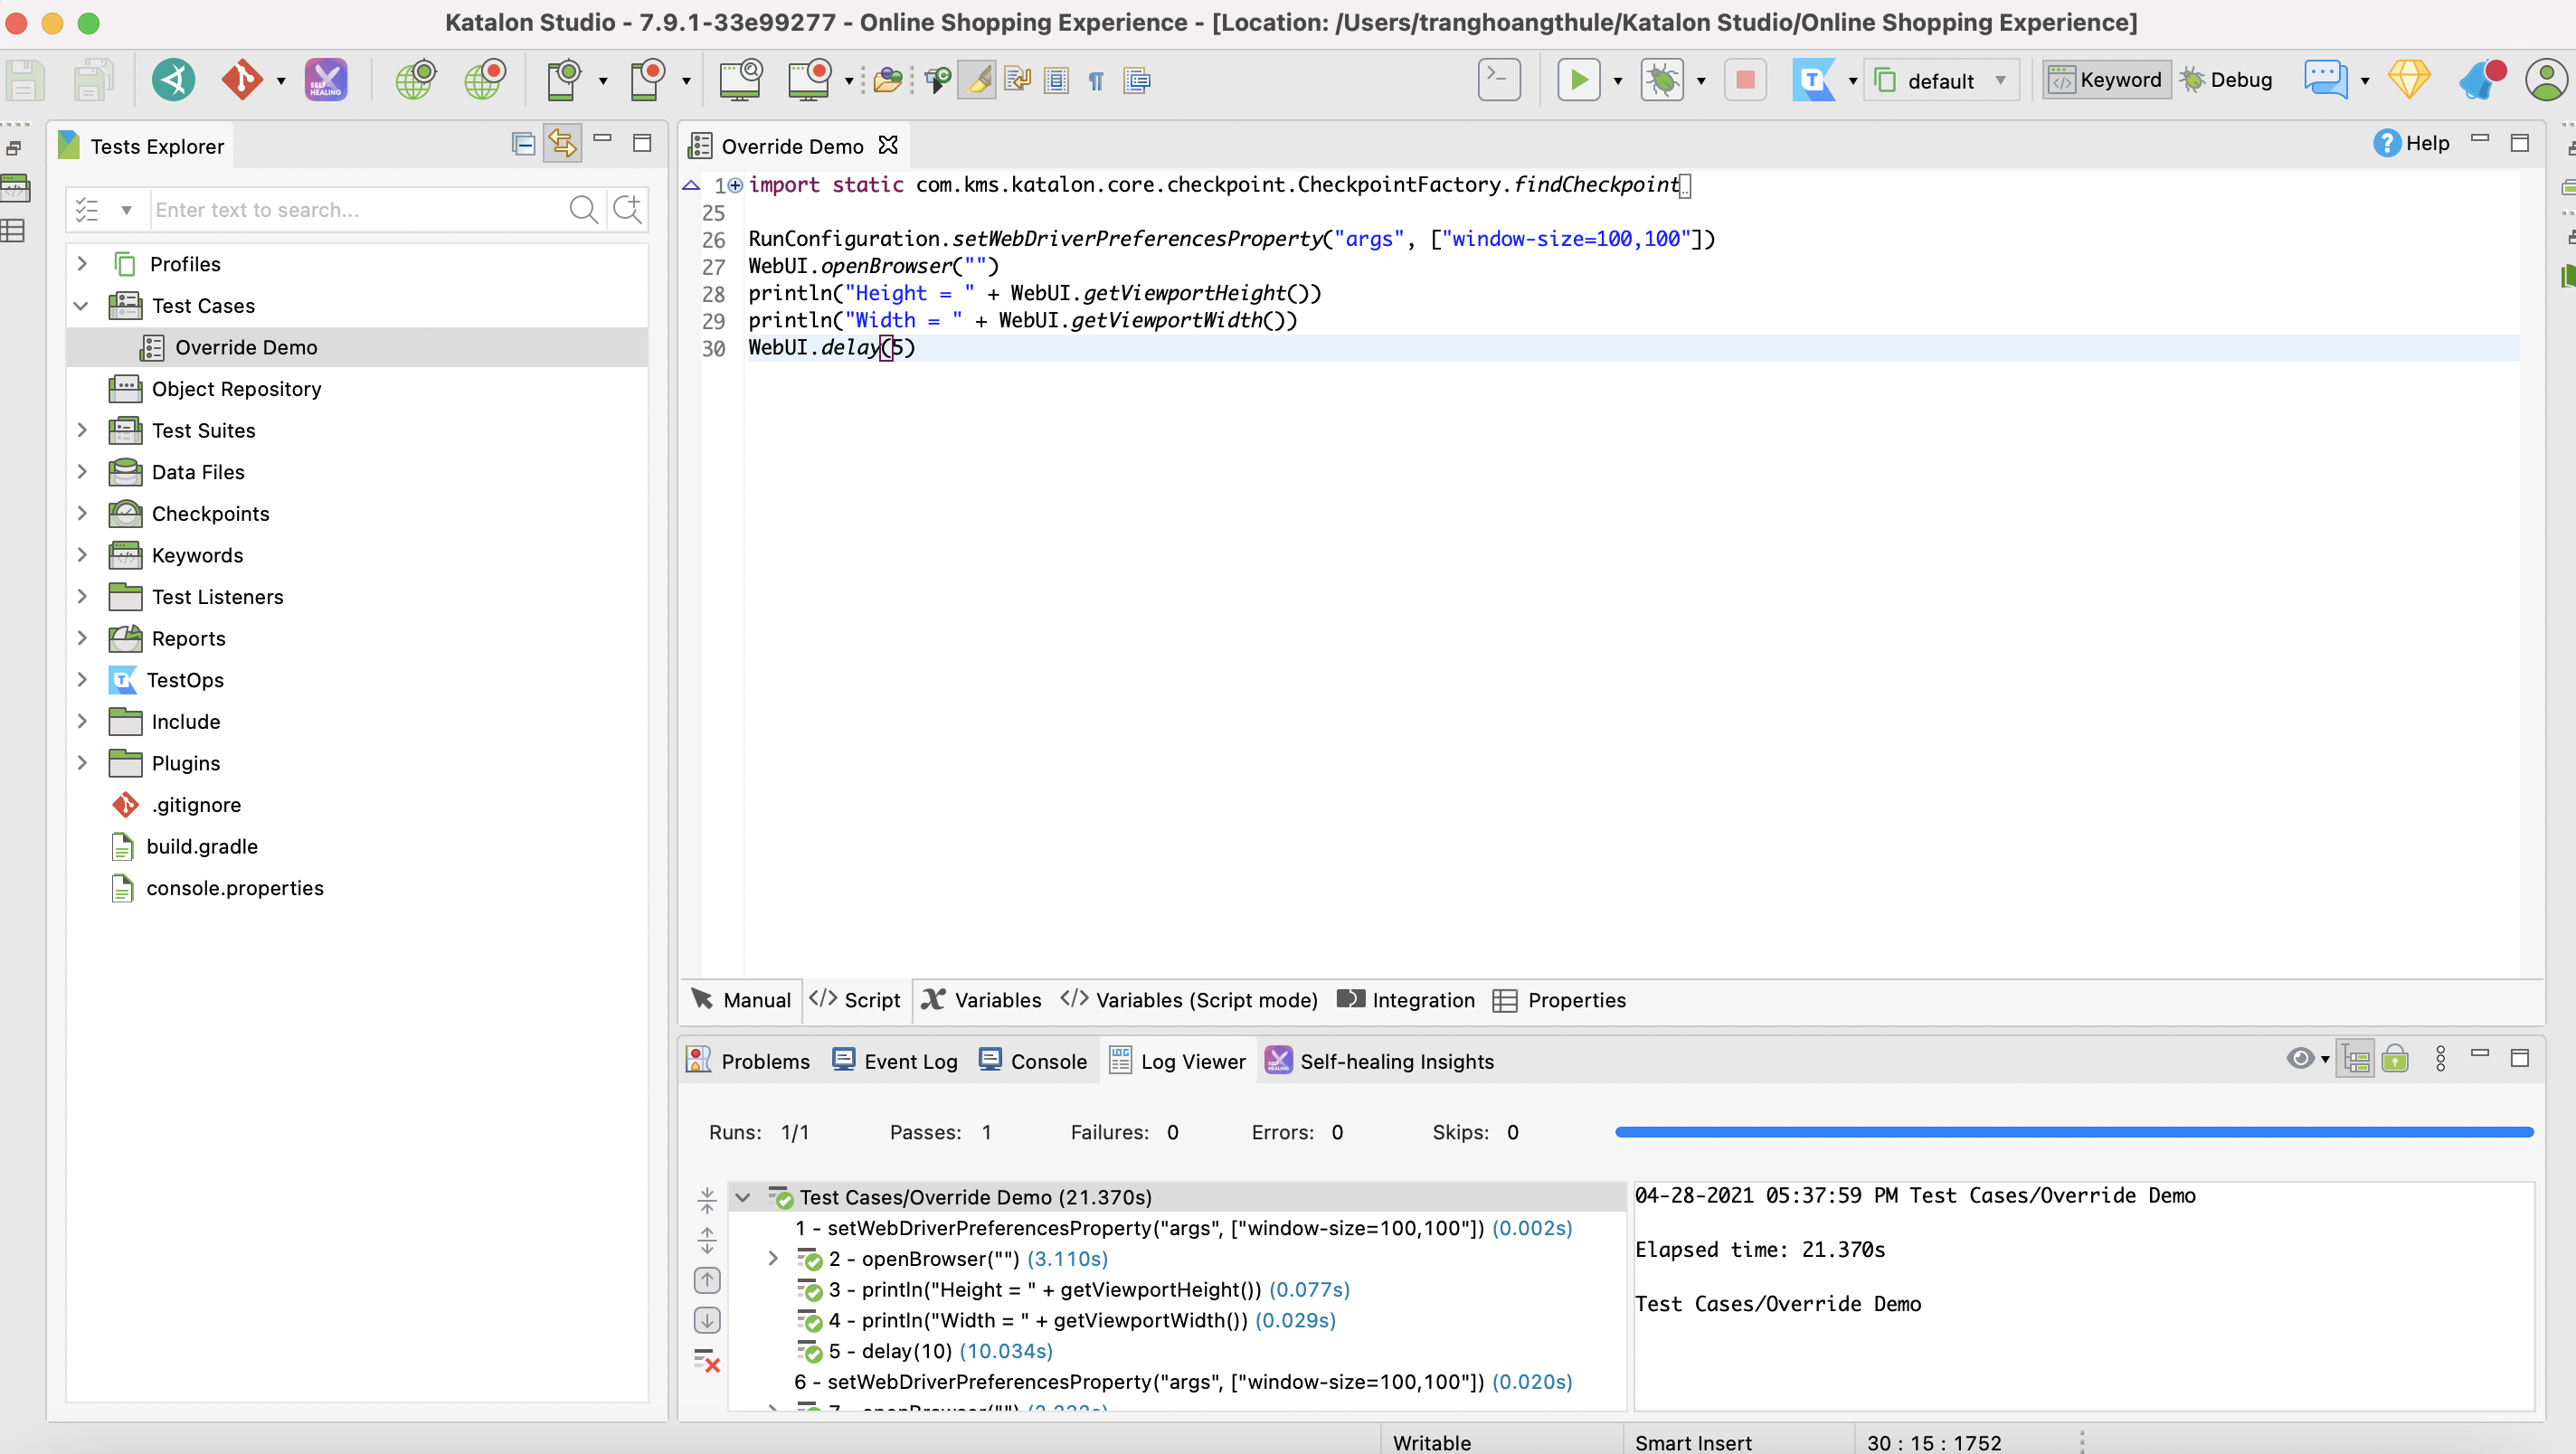 Katalon Studio - 7.9.1-33e99277 - Online Shopping Experience - [Location: /Users/tranghoangthule/Katalon Studio/Online Shopping Experience]
SELF HEALING
default
Keyword
Debug
Tests Explorer
Enter text to search...
Profiles
Test Cases
Override Demo
Object Repository
Test Suites
Data Files
Checkpoints
Keywords
Test Listeners
Reports
TestOps
Include
Plugins
.gitignore
build.gradle
console.properties
Override Demo
Help
1 import static com.kms.katalon.core.checkpoint.CheckpointFactory.findCheckpoint..
25
26 RunConfiguration.setWebDriverPreferencesProperty("args", ["window-size=100,100"])
27 WebUI.openBrowser("")
28 println("Height = " + WebUI.getViewportHeight())
29 println("Width = " + WebUI.getViewportWidth())
30 WebUI.delay(5)
Manual
Script
Variables
Variables (Script mode)
Integration
Properties
Problems
Event Log
Console
Log Viewer
Self-healing Insights
Runs: 1/1 Passes: 1 Failures: 0 Errors: 0 Skips: 0
Test Cases/Override Demo (21.370s)
1 - setWebDriverPreferencesProperty("args", ["window-size=100,100"]) (0.002s)
2 - openBrowser("") (3.110s)
3 - println("Height = " + getViewportHeight()) (0.077s)
4 - println("Width = " + getViewportWidth()) (0.029s)
5 - delay(10) (10.034s)
6 - setWebDriverPreferencesProperty("args", ["window-size=100,100"]) (0.020s)
04-28-2021 05:37:59 PM Test Cases/Override Demo
Elapsed time: 21.370s
Test Cases/Override Demo
Writable
Smart Insert
30 : 15 : 1752